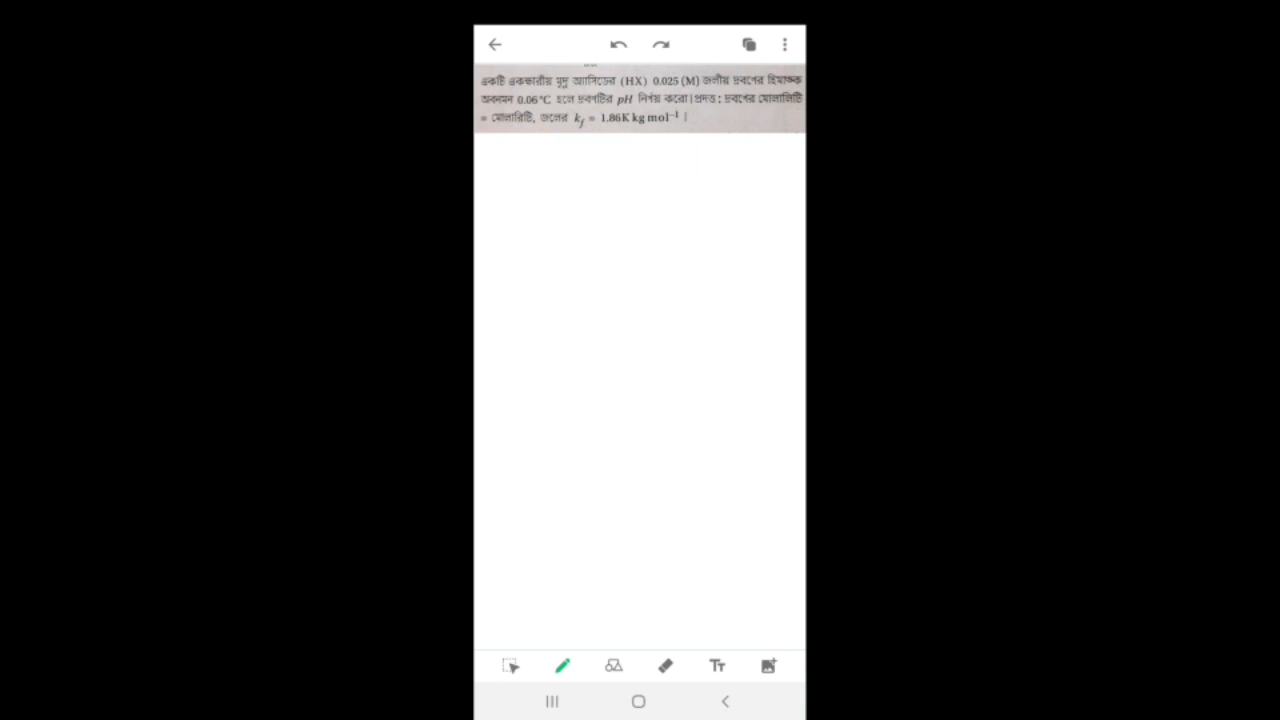 একটি একক্ষারীয় মৃদু অ্যাসিডের (HX) 0.025 (M) জলীয় দ্রবণের হিমাঙ্ক
অবনমন 0.06°C হলে দ্রবণটির pH নির্ণয় করো। প্রদত্ত : দ্রবণের মোলালিটি
= মোলারিটি, জলের k_f = 1.86K kg mol⁻¹ |
Tт